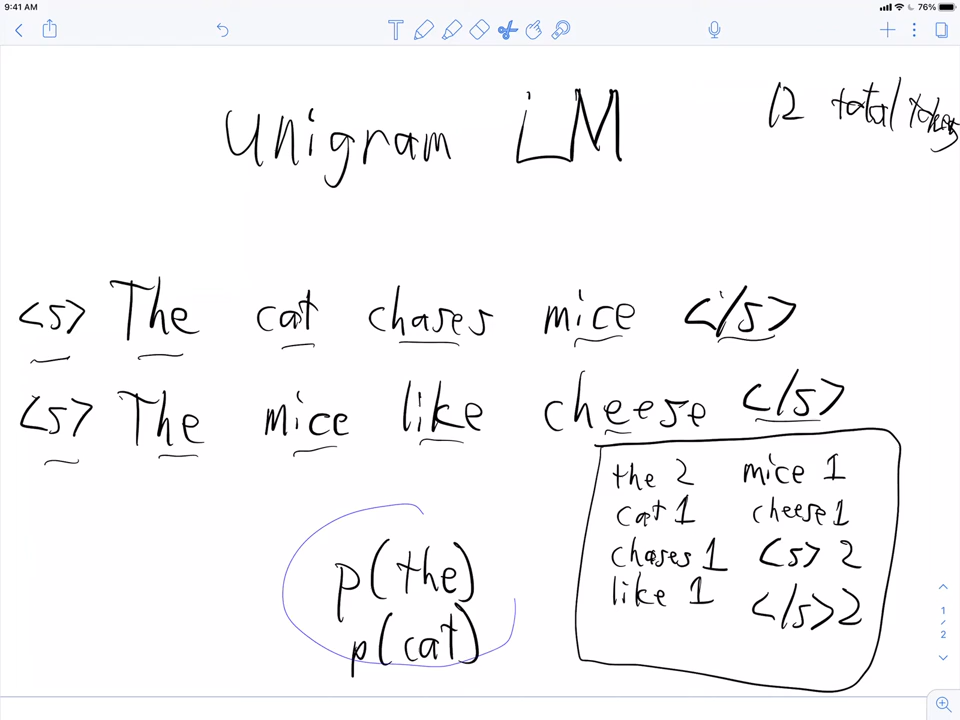 9:41 AM
76%
T
unigram LM
12 total tokens
<s> The cat chases mice </s>
<s> The mice like cheese </s>
the 2 mice 1
cat 1 cheese 1
chases 1 <s> 2
like 1 </s> 2
p(the)
p(cat)
1
/
2